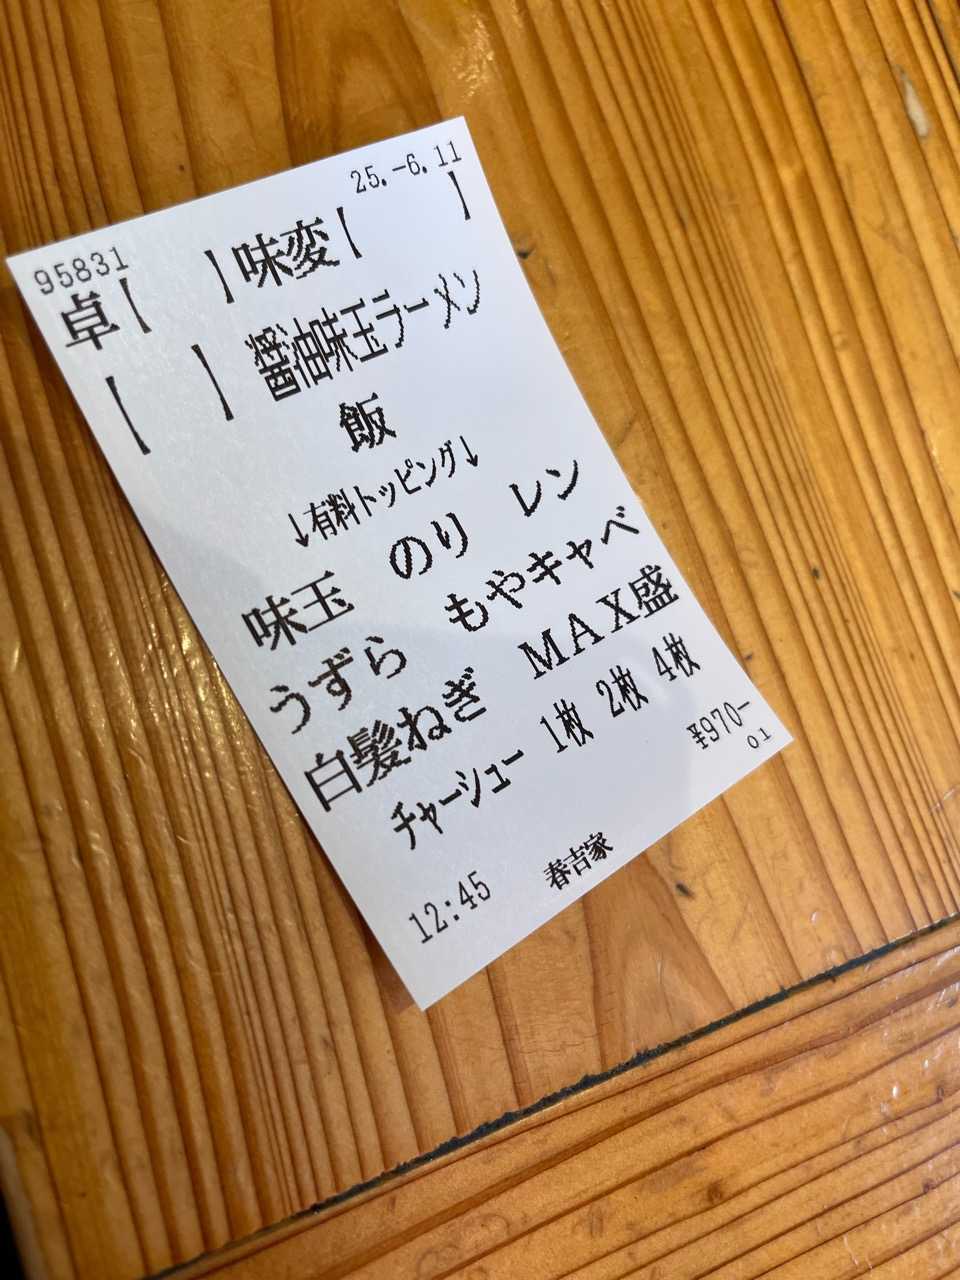 25.-6.11
95831
卓【　　】味変【　　　】
【　　】醤油味玉ラーメン
飯
↓有料トッピング↓
味玉　のり　レン
うずら　もやキャベ
白髪ねぎ　ＭＡＸ盛
チャーシュー 1枚 2枚 4枚
¥970-
01
12:45　春吉家